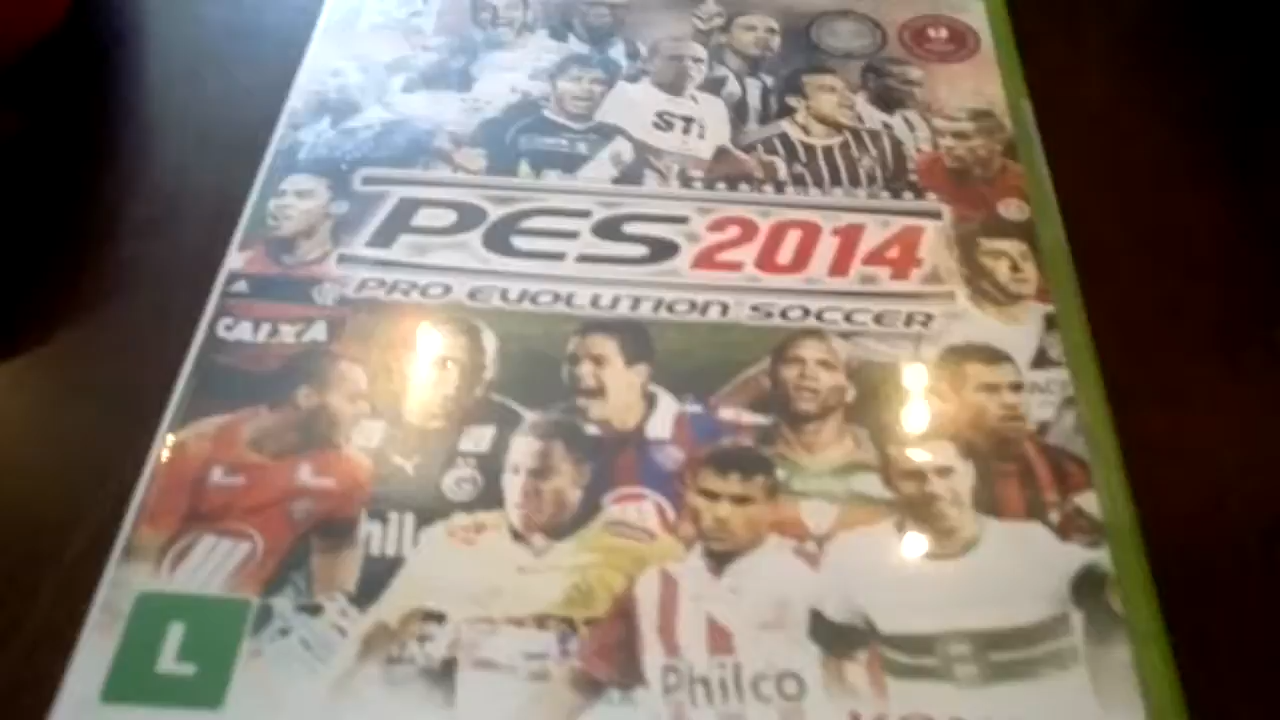 STI
PES 2014
PRO EVOLUTION SOCCER
CAIXA
L
Philco